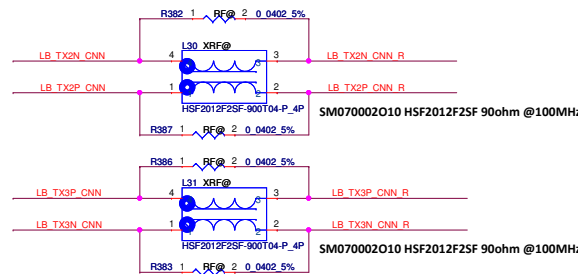 R382 1 RF@ 2 0_0402_5%
L30 XRF@
LB_TX2N_CNN 4 3 LB_TX2N_CNN_R
LB_TX2P_CNN 1 2 LB_TX2P_CNN_R
HSF2012F2SF-900T04-P_4P SM070002O10 HSF2012F2SF 90ohm @100MHz
R387 1 RF@ 2 0_0402_5%
R386 1 RF@ 2 0_0402_5%
L31 XRF@
LB_TX3P_CNN 4 3 LB_TX3P_CNN_R
LB_TX3N_CNN 1 2 LB_TX3N_CNN_R
HSF2012F2SF-900T04-P_4P SM070002O10 HSF2012F2SF 90ohm @100MHz
R383 1 RF@ 2 0_0402_5%